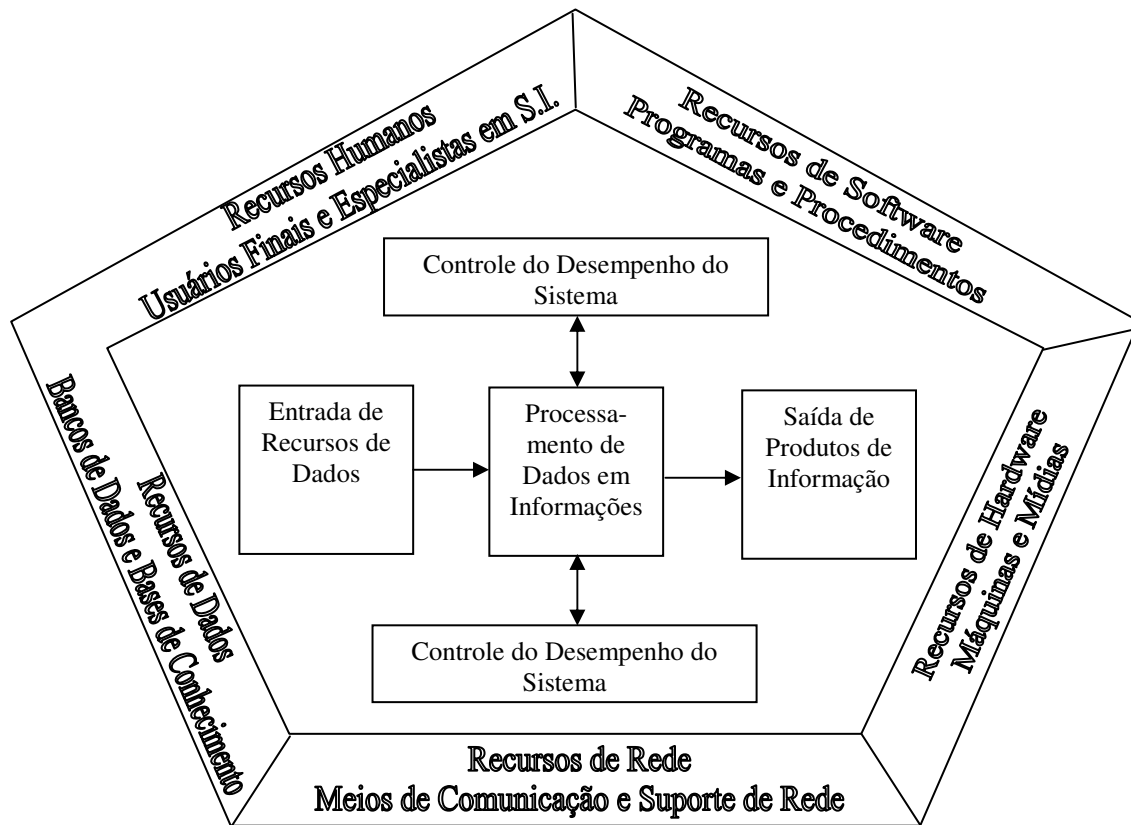 Recursos Humanos
Usuários Finais e Especialistas em S.I.
Recursos de Software
Programas e Procedimentos
Controle do Desempenho do
Sistema
Entrada de
Recursos de
Dados
Processa-
mento de
Dados em
Informações
Saída de
Produtos de
Informação
Controle do Desempenho do
Sistema
Recursos de Dados
Bancos de Dados e Bases de Conhecimento
Recursos de Hardware
Máquinas e Mídias
Recursos de Rede
Meios de Comunicação e Suporte de Rede